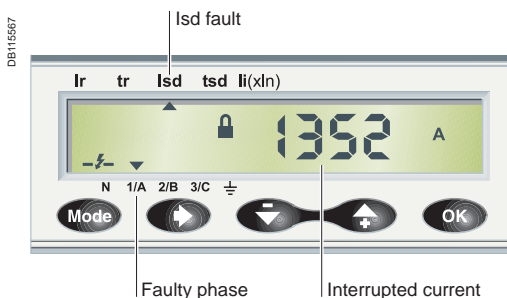 Isd fault
DB115567
Ir tr Isd tsd Ii(xIn)
1352 A
N 1/A 2/B 3/C
Mode OK
Faulty phase Interrupted current